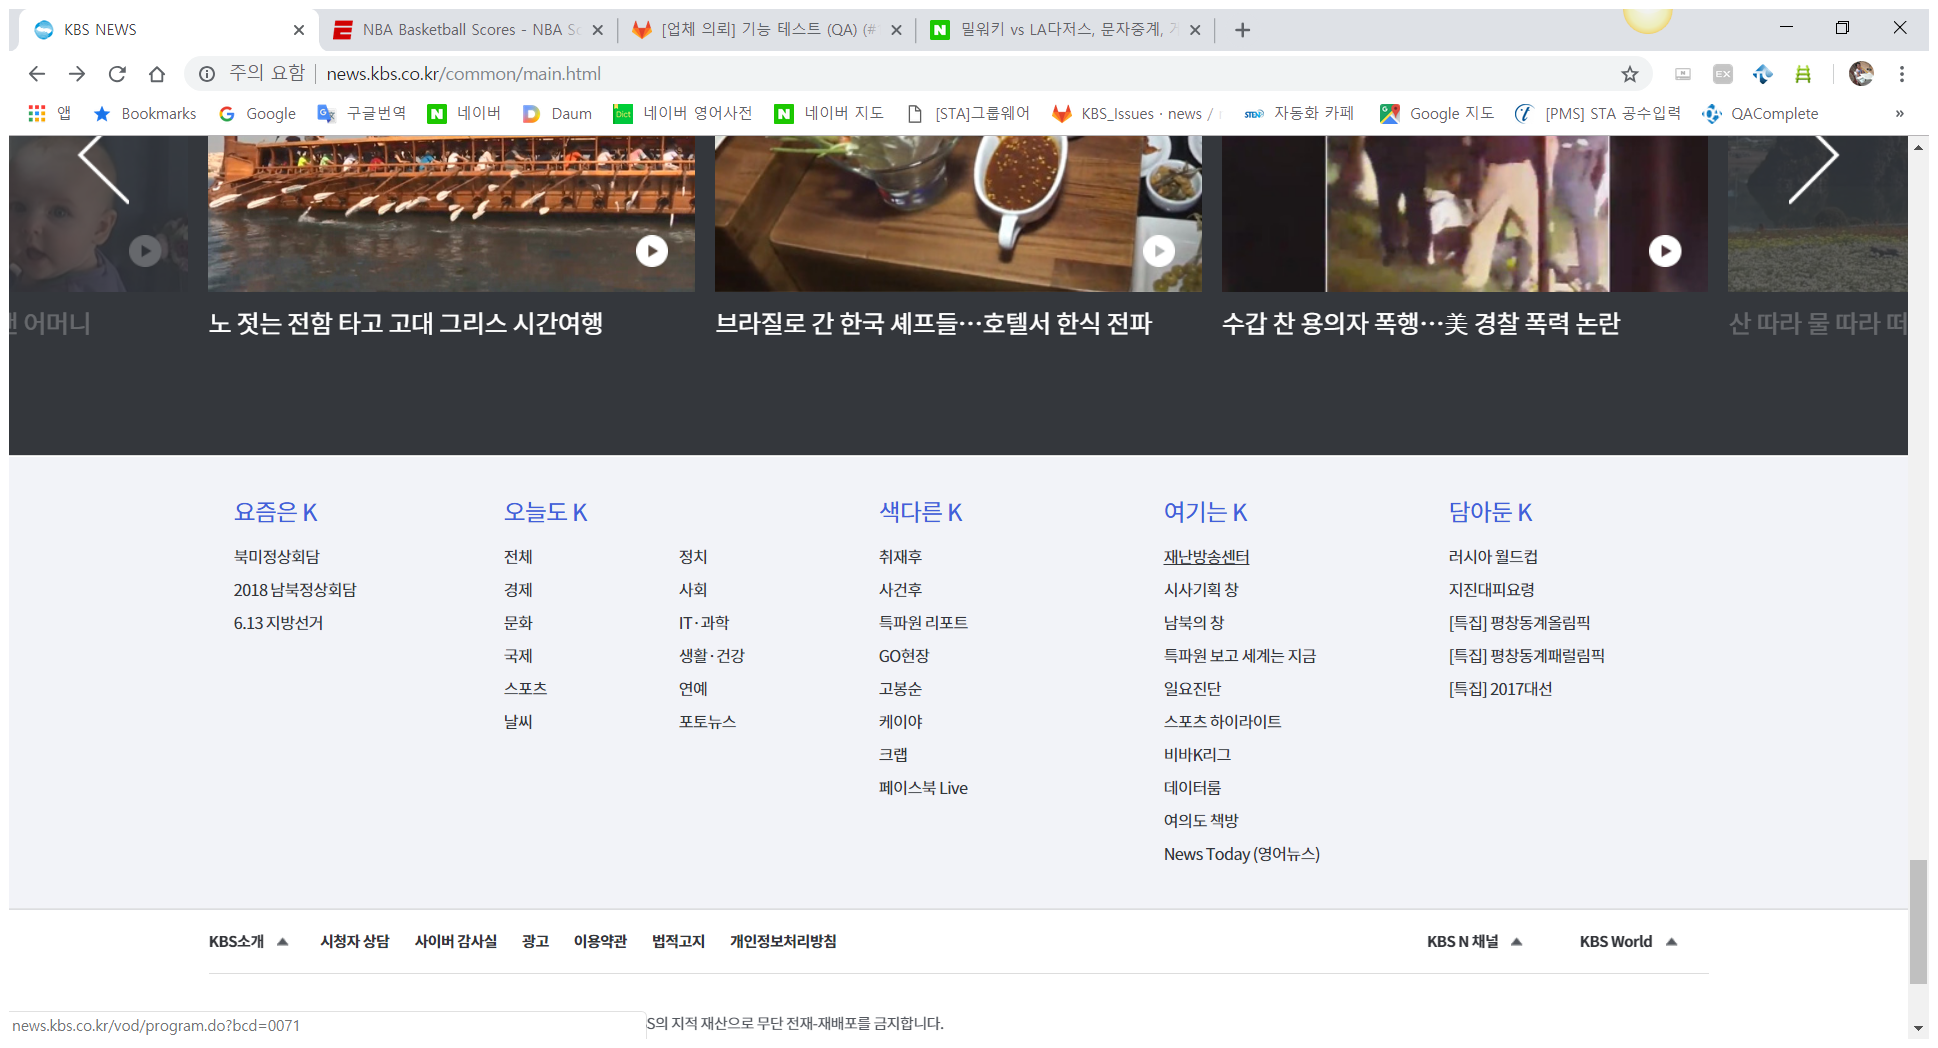 KBS NEWS
NBA Basketball Scores - NBA Sc
[업체 의뢰] 기능 테스트 (QA) (#
밀워키 vs LA다저스, 문자중계,
주의 요함
news.kbs.co.kr/common/main.html
앱
Bookmarks
Google
구글번역
네이버
Daum
네이버 영어사전
네이버 지도
[STA]그룹웨어
KBS_Issues · news /
자동화 카페
Google 지도
[PMS] STA 공수입력
QAComplete
»
어머니
노 젓는 전함 타고 고대 그리스 시간여행
브라질로 간 한국 셰프들…호텔서 한식 전파
수갑 찬 용의자 폭행…美 경찰 폭력 논란
산 따라 물 따라 떠
요즘은 K
북미정상회담
2018 남북정상회담
6.13 지방선거
오늘도 K
전체
정치
경제
사회
문화
IT·과학
국제
생활·건강
스포츠
연예
날씨
포토뉴스
색다른 K
취재후
사건후
특파원 리포트
GO현장
고봉순
케이야
크랩
페이스북 Live
여기는 K
재난방송센터
시사기획 창
남북의 창
특파원 보고 세계는 지금
일요진단
스포츠 하이라이트
비바K리그
데이터룸
여의도 책방
News Today (영어뉴스)
담아둔 K
러시아 월드컵
지진대피요령
[특집] 평창동계올림픽
[특집] 평창동계패럴림픽
[특집] 2017대선
KBS소개
시청자 상담
사이버 감사실
광고
이용약관
법적고지
개인정보처리방침
KBS N 채널
KBS World
S의 지적 재산으로 무단 전재-재배포를 금지합니다.
news.kbs.co.kr/vod/program.do?bcd=0071